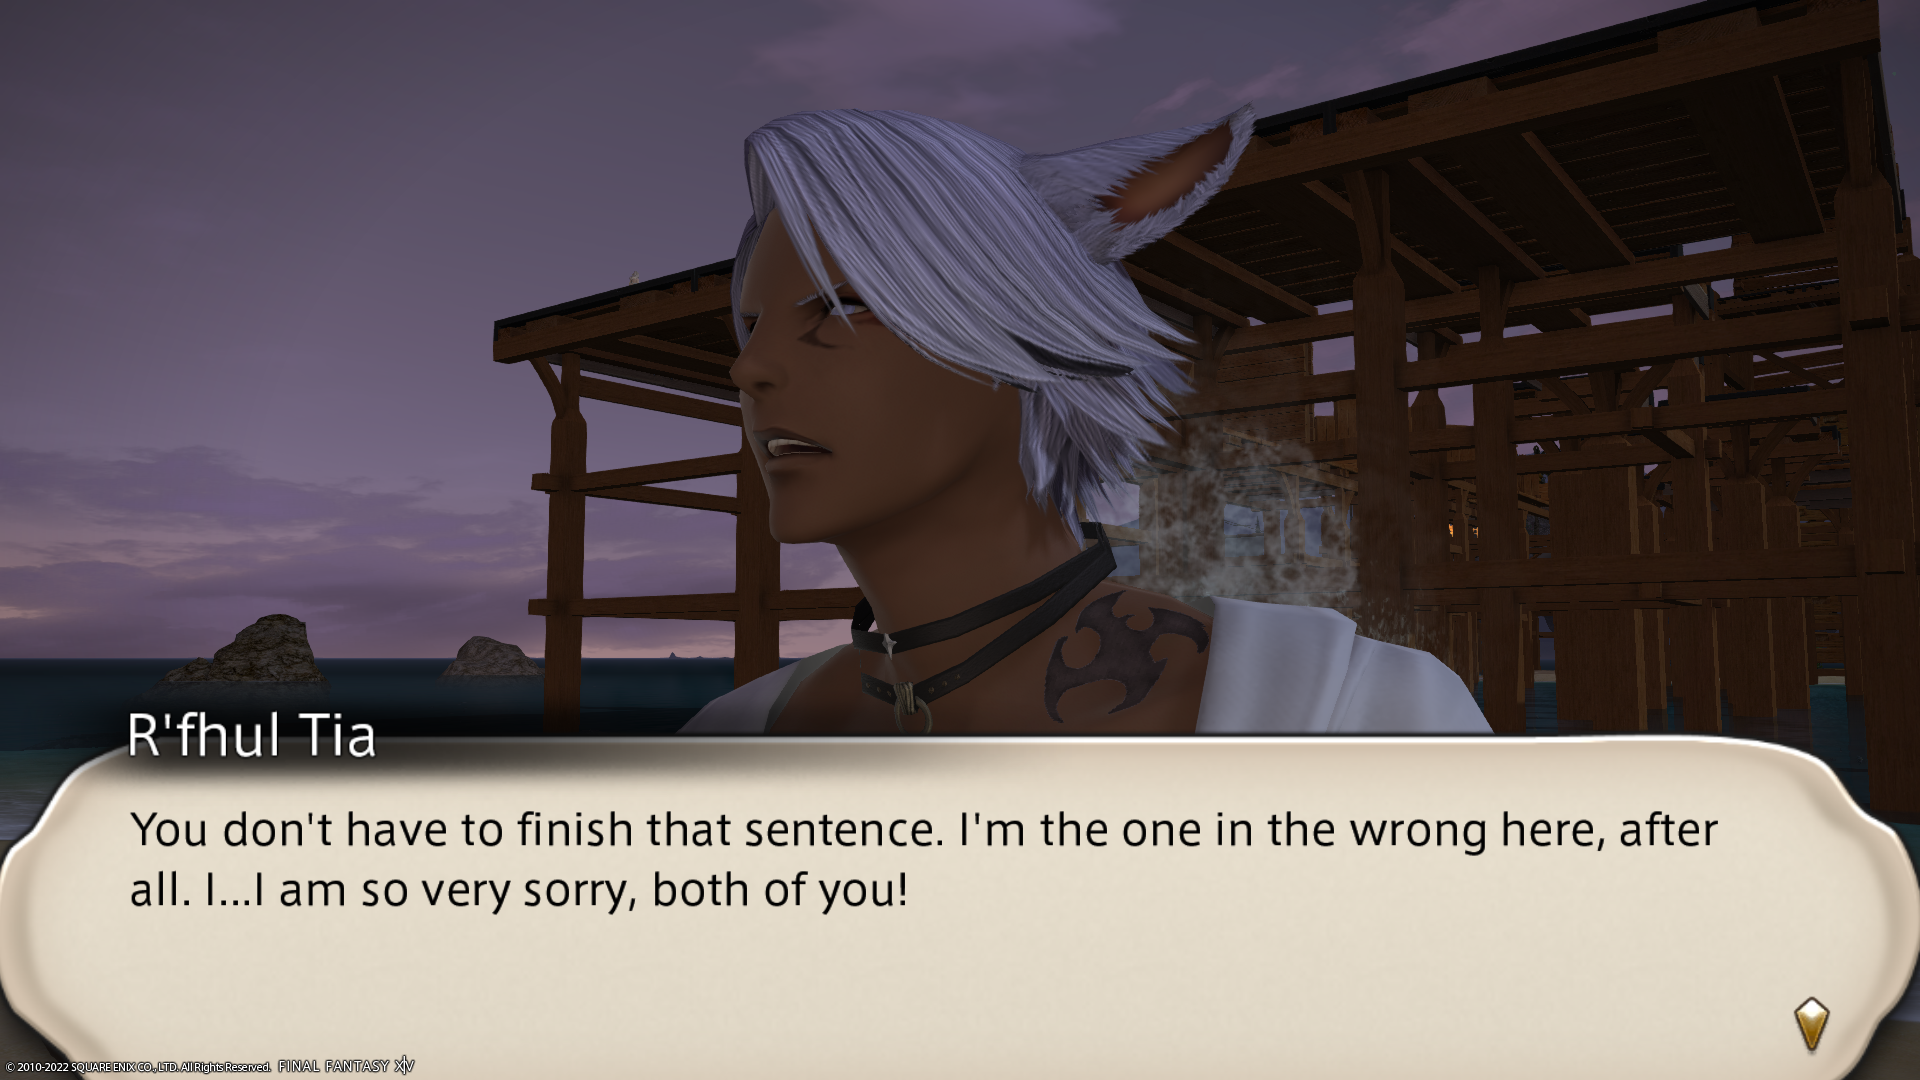 R'fhul Tia
You don't have to finish that sentence. I'm the one in the wrong here, after
all. I...I am so very sorry, both of you!
© 2010-2022 SQUARE ENIX CO., LTD. All Rights Reserved. FINAL FANTASY XIV